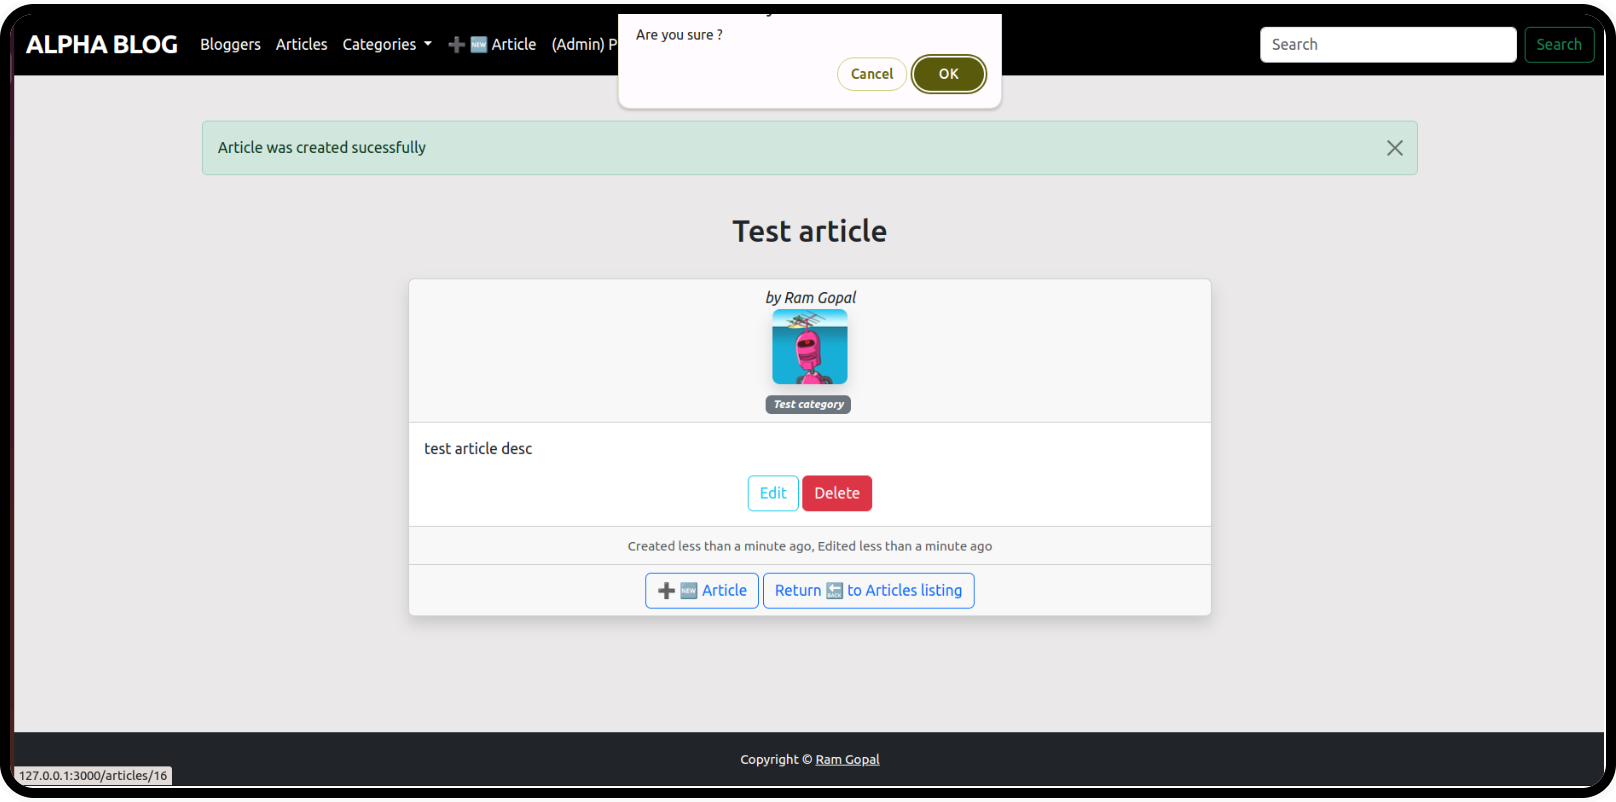 ALPHA BLOG Bloggers Articles Categories ➕ 🆕 Article (Admin) P Search Search
Are you sure ?
Cancel OK
Article was created sucessfully
Test article
by Ram Gopal
Test category
test article desc
Edit Delete
Created less than a minute ago, Edited less than a minute ago
➕ 🆕 Article Return 🔙 to Articles listing
Copyright © Ram Gopal
127.0.0.1:3000/articles/16